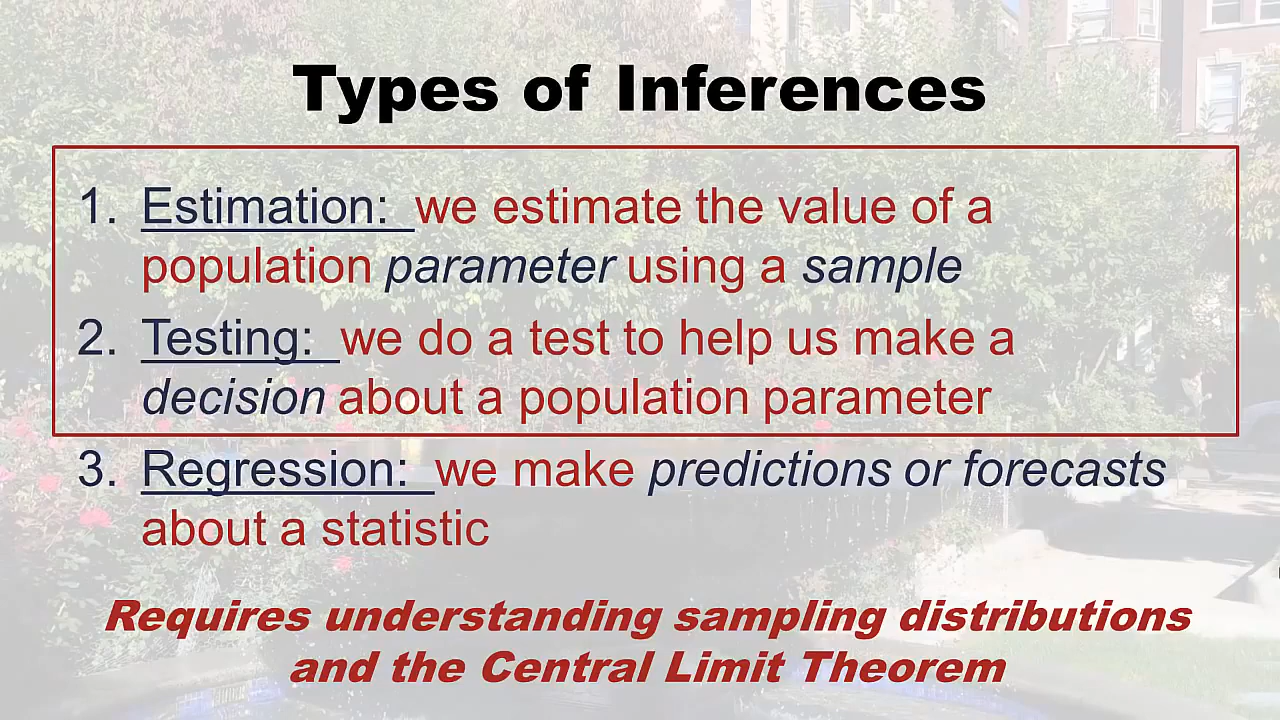 Types of Inferences
1. Estimation: we estimate the value of a
population parameter using a sample
2. Testing: we do a test to help us make a
decision about a population parameter
3. Regression: we make predictions or forecasts
about a statistic
Requires understanding sampling distributions
and the Central Limit Theorem